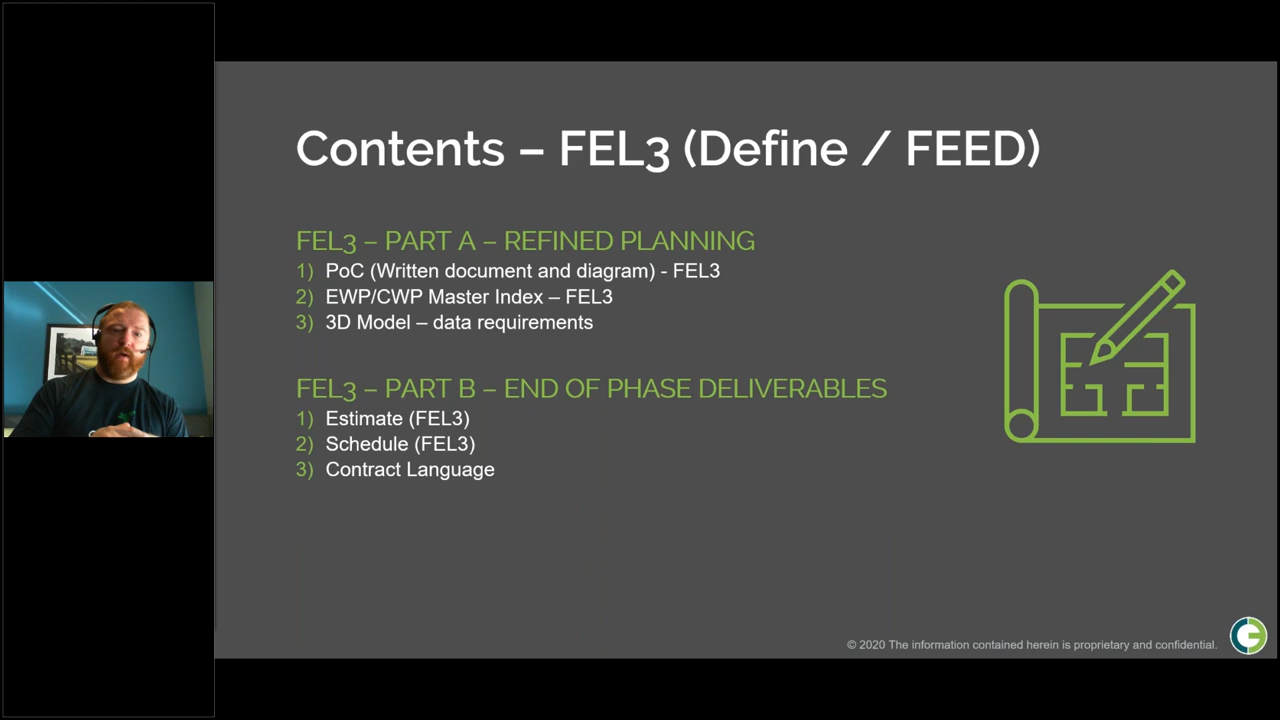 Contents – FEL3 (Define / FEED)
FEL3 – PART A – REFINED PLANNING
1) PoC (Written document and diagram) - FEL3
2) EWP/CWP Master Index – FEL3
3) 3D Model – data requirements
FEL3 – PART B – END OF PHASE DELIVERABLES
1) Estimate (FEL3)
2) Schedule (FEL3)
3) Contract Language
© 2020 The information contained herein is proprietary and confidential.